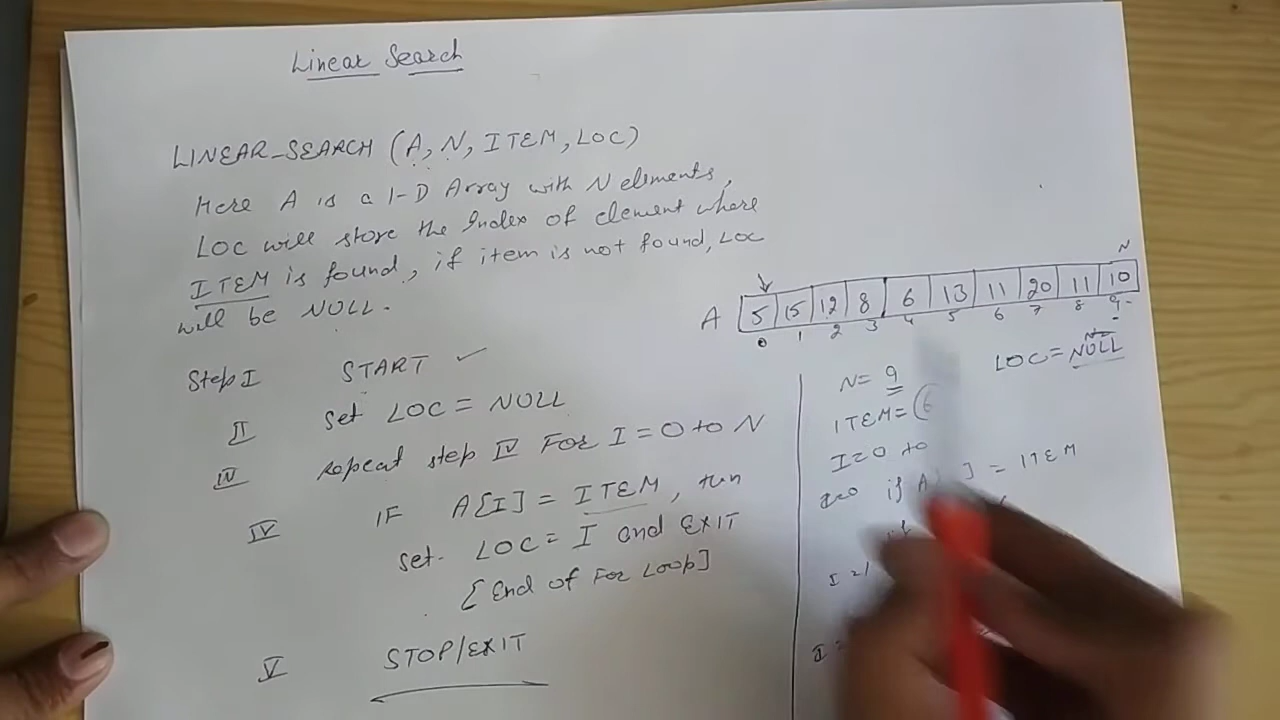 Linear Search
LINEAR_SEARCH (A, N, ITEM, LOC)
Here A is a 1-D Array with N elements,
LOC will store the Index of element where
ITEM is found, if item is not found, LOC
will be NULL.
Step I START ✓
II Set LOC = NULL
III Repeat step IV For I = 0 to N
IV IF A[I] = ITEM, then
Set. LOC = I and EXIT
[End of For Loop]
V STOP/EXIT
N
A 5 15 12 8 6 13 11 20 11 10
0 1 2 3 4 5 6 7 8 9
LOC = NULL
N = 9
ITEM = 6
I=0 to
I=0 if A ] = ITEM
if
I =1
I =